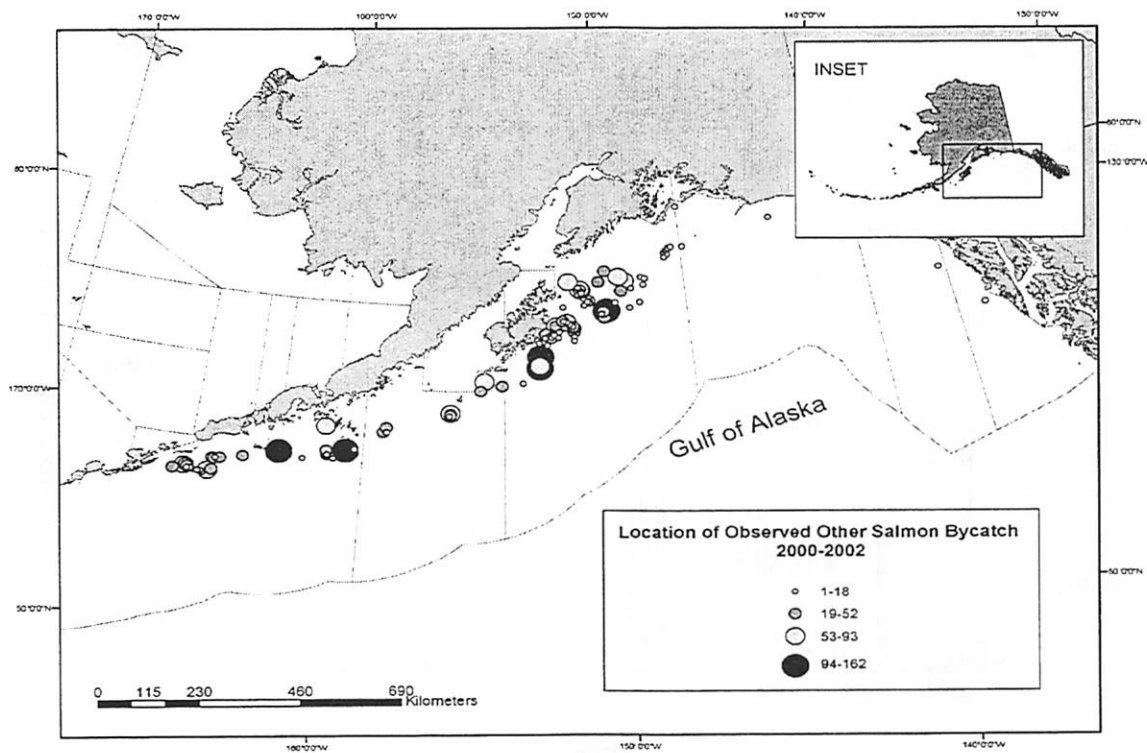 170°0'0"W 160°0'0"W 150°0'0"W 140°0'0"W 130°0'0"W
INSET
60°0'0"N
130°0'0"W
60°0'0"N
170°0'0"W
Gulf of Alaska
Location of Observed Other Salmon Bycatch
2000-2002
1-18
19-52
53-93
94-162
50°0'0"N
50°0'0"N
0 115 230 460 690
Kilometers
160°0'0"W 150°0'0"W 140°0'0"W